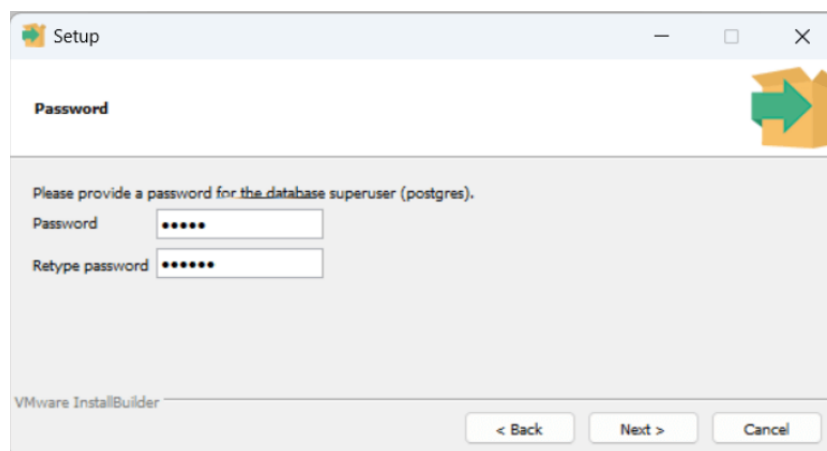 Setup
Password
Please provide a password for the database superuser (postgres).
Password •••••
Retype password ••••••
VMware InstallBuilder
< Back Next > Cancel